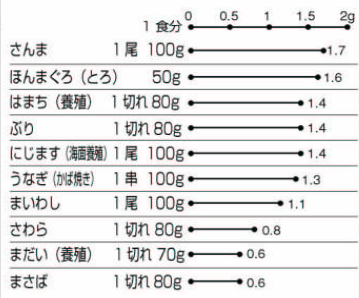 1食分 0 0.5 1 1.5 2g
さんま 1尾 100g 1.7
ほんまぐろ（とろ） 50g 1.6
はまち（養殖） 1切れ 80g 1.4
ぶり 1切れ 80g 1.4
にじます（海面養殖） 1尾 100g 1.4
うなぎ（かば焼き） 1串 100g 1.3
まいわし 1尾 100g 1.1
さわら 1切れ 80g 0.8
まだい（養殖） 1切れ 70g 0.6
まさば 1切れ 80g 0.6